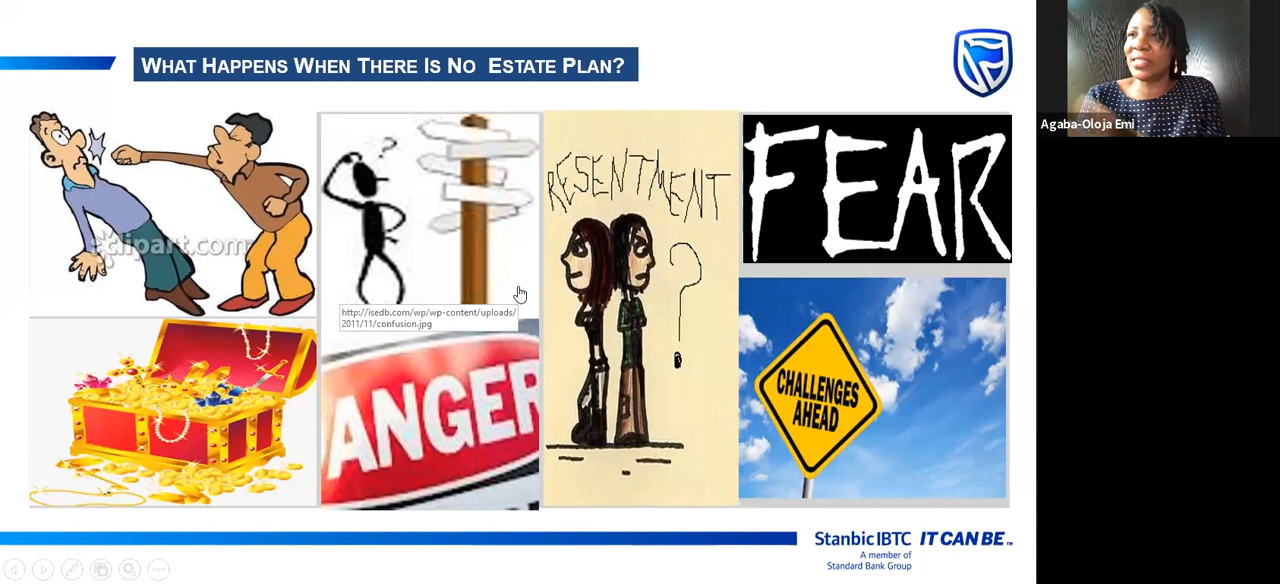 WHAT HAPPENS WHEN THERE IS NO ESTATE PLAN?
Agaba-Oloja Emi
clipart.com
?
RESENTMENT
?
FEAR
http://isedb.com/wp/wp-content/uploads/
2011/11/confusion.jpg
ANGER
CHALLENGES
AHEAD
Stanbic IBTC IT CAN BE™
A member of
Standard Bank Group